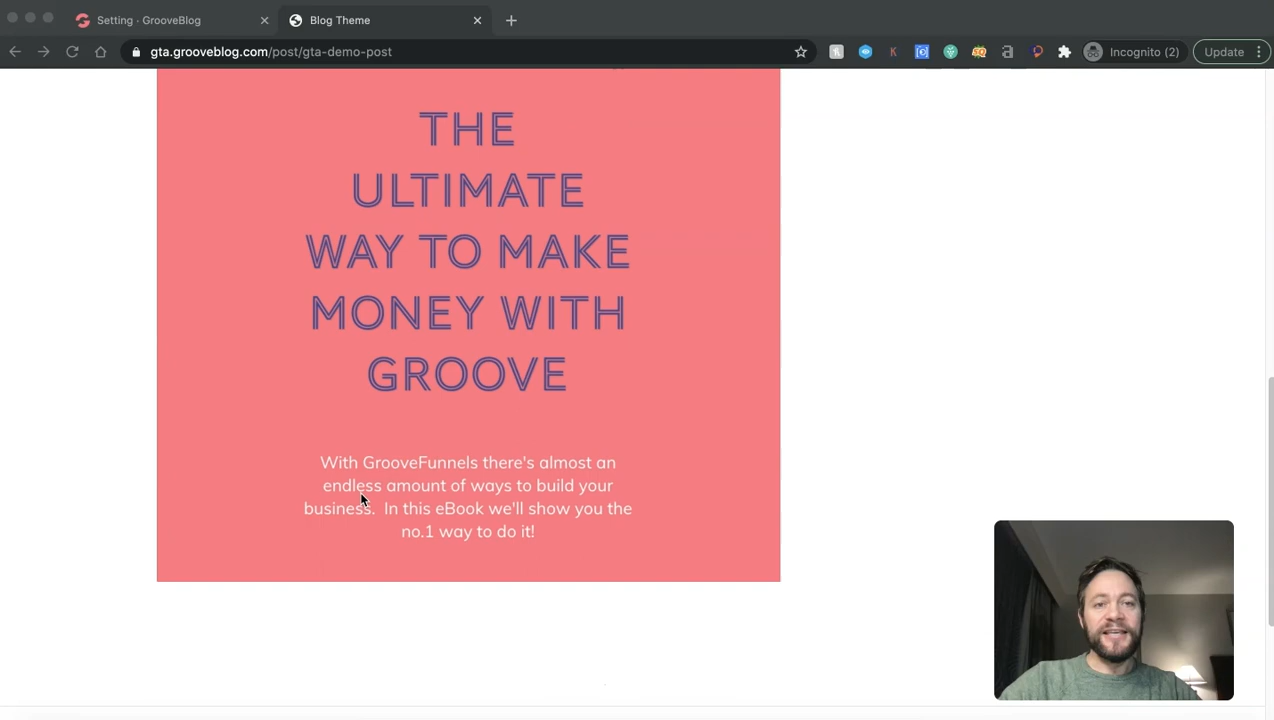 Setting · GrooveBlog
Blog Theme
gta.grooveblog.com/post/gta-demo-post
Incognito (2)
Update
THE
ULTIMATE
WAY TO MAKE
MONEY WITH
GROOVE
With GrooveFunnels there's almost an
endless amount of ways to build your
business.  In this eBook we'll show you the
no.1 way to do it!